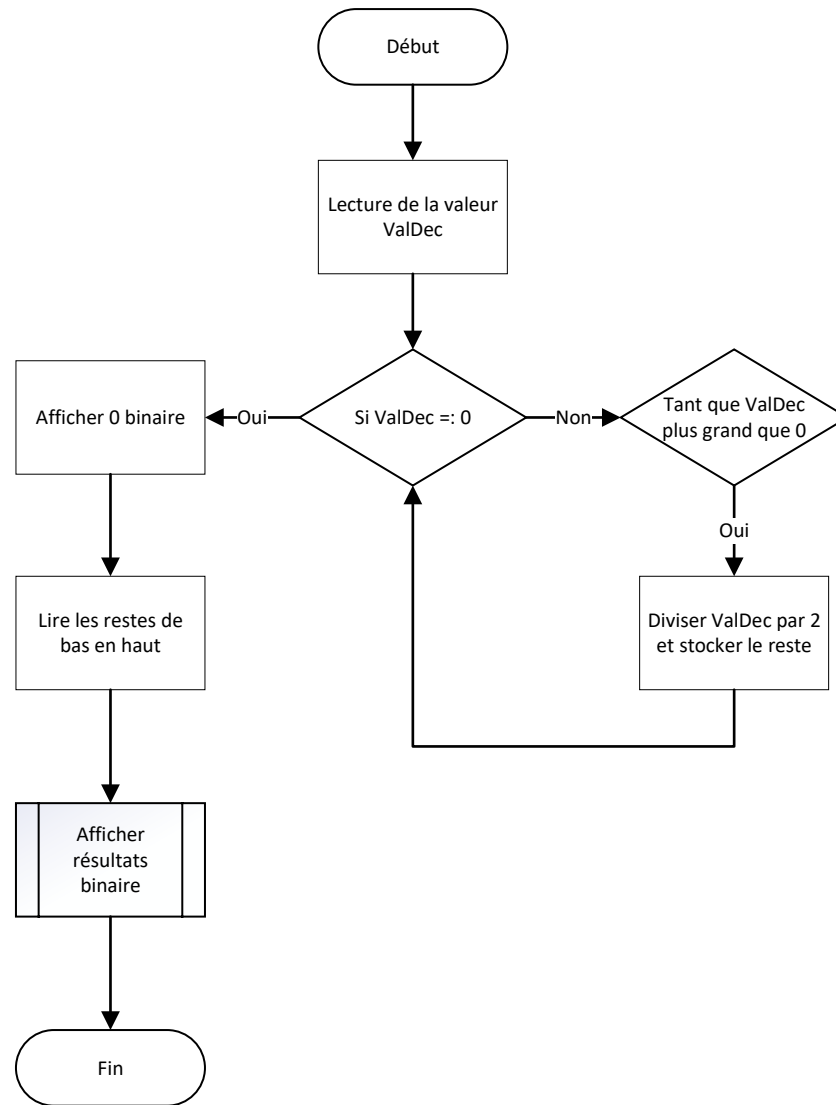 Début
Lecture de la valeur
ValDec
Afficher 0 binaire
Oui
Si ValDec =: 0
Non
Tant que ValDec
plus grand que 0
Oui
Lire les restes de
bas en haut
Diviser ValDec par 2
et stocker le reste
Afficher
résultats
binaire
Fin